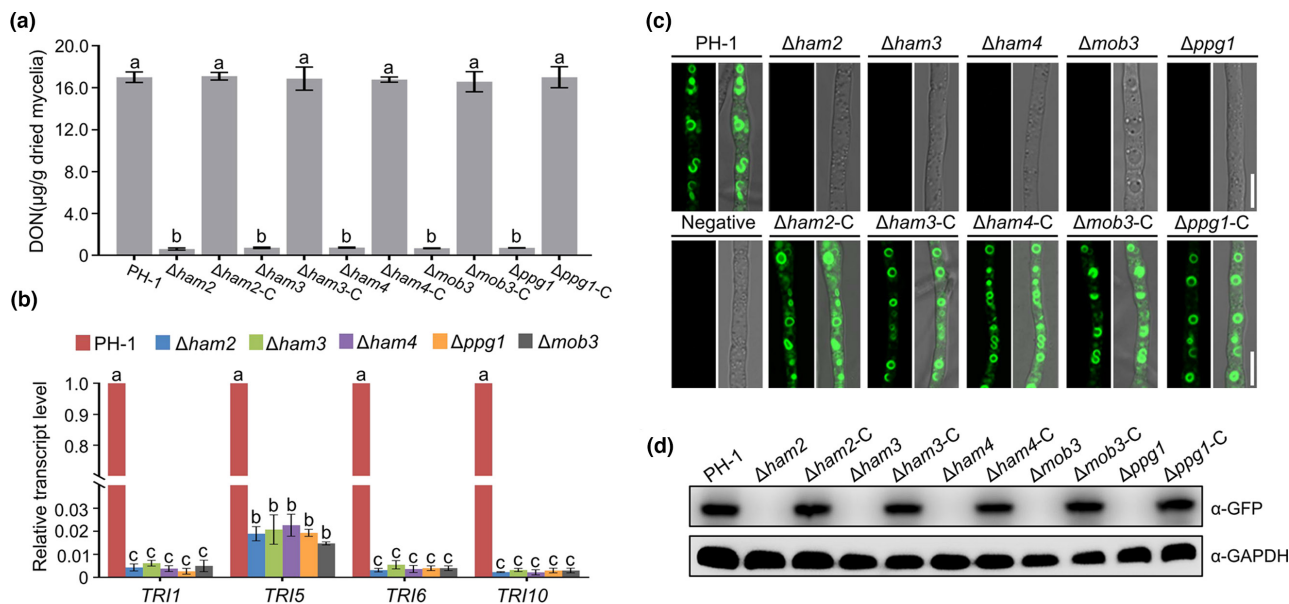 (a)
DON(μg/g dried mycelia)
20.0
16.0
12.0
8.0
4.0
0.0
a a a a a a
b b b b b
PH-1 Δham2 Δham2-C Δham3 Δham3-C Δham4 Δham4-C Δmob3 Δmob3-C Δppg1 Δppg1-C
(b)
PH-1 Δham2 Δham3 Δham4 Δppg1 Δmob3
Relative transcript level
1.0
0.9
0.8
0.03
0.02
0.01
0
a a a a
c c c c c b b b b b c c c c c c c c c c
TRI1 TRI5 TRI6 TRI10
(c)
PH-1 Δham2 Δham3 Δham4 Δmob3 Δppg1
Negative Δham2-C Δham3-C Δham4-C Δmob3-C Δppg1-C
(d)
PH-1 Δham2 Δham2-C Δham3 Δham3-C Δham4 Δham4-C Δmob3 Δmob3-C Δppg1 Δppg1-C
α-GFP
α-GAPDH